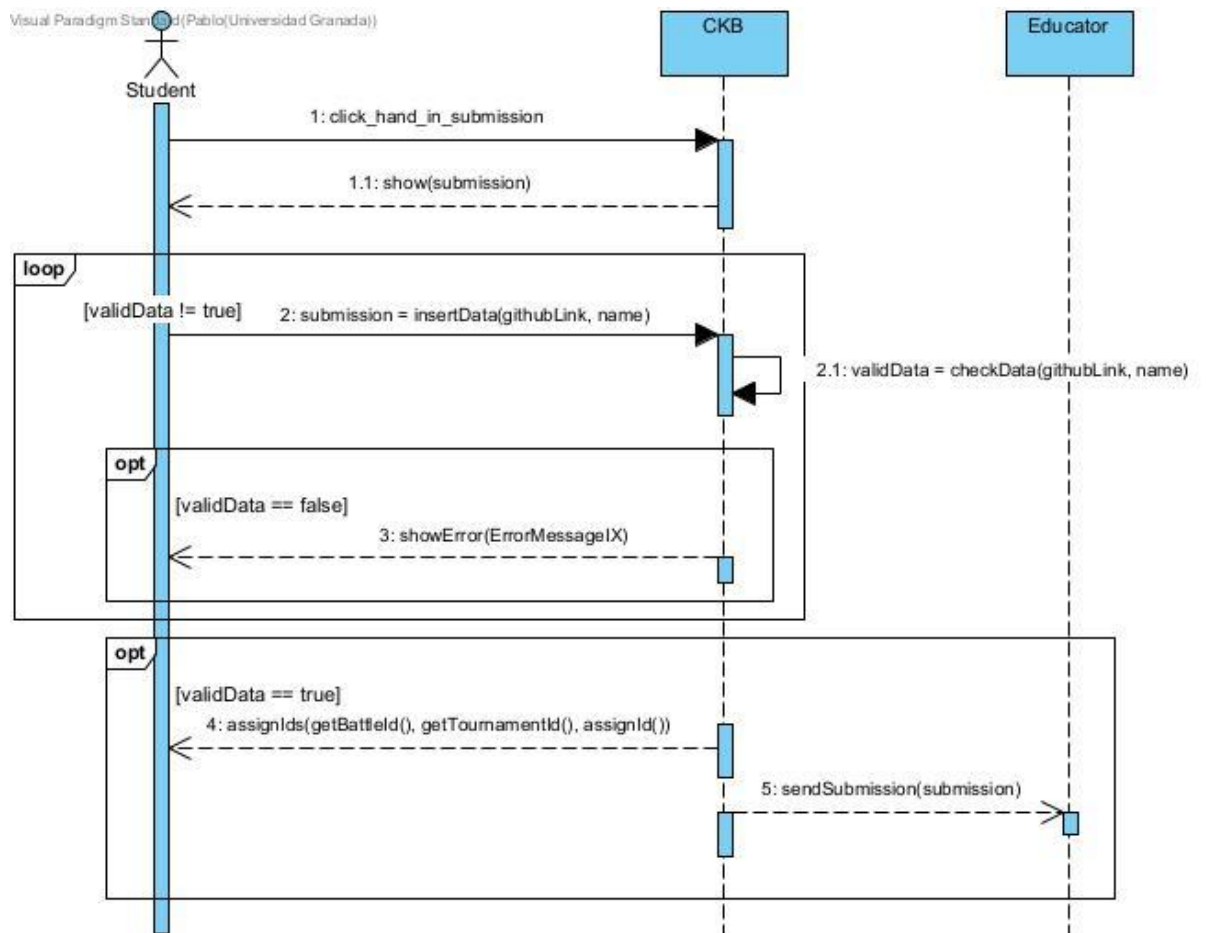 Visual Paradigm Standard(Pablo(Universidad Granada))
CKB
Educator
Student
1: click_hand_in_submission
1.1: show(submission)
loop
[validData != true]
2: submission = insertData(githubLink, name)
2.1: validData = checkData(githubLink, name)
opt
[validData == false]
3: showError(ErrorMessageIX)
opt
[validData == true]
4: assignIds(getBattleId(), getTournamentId(), assignId())
5: sendSubmission(submission)